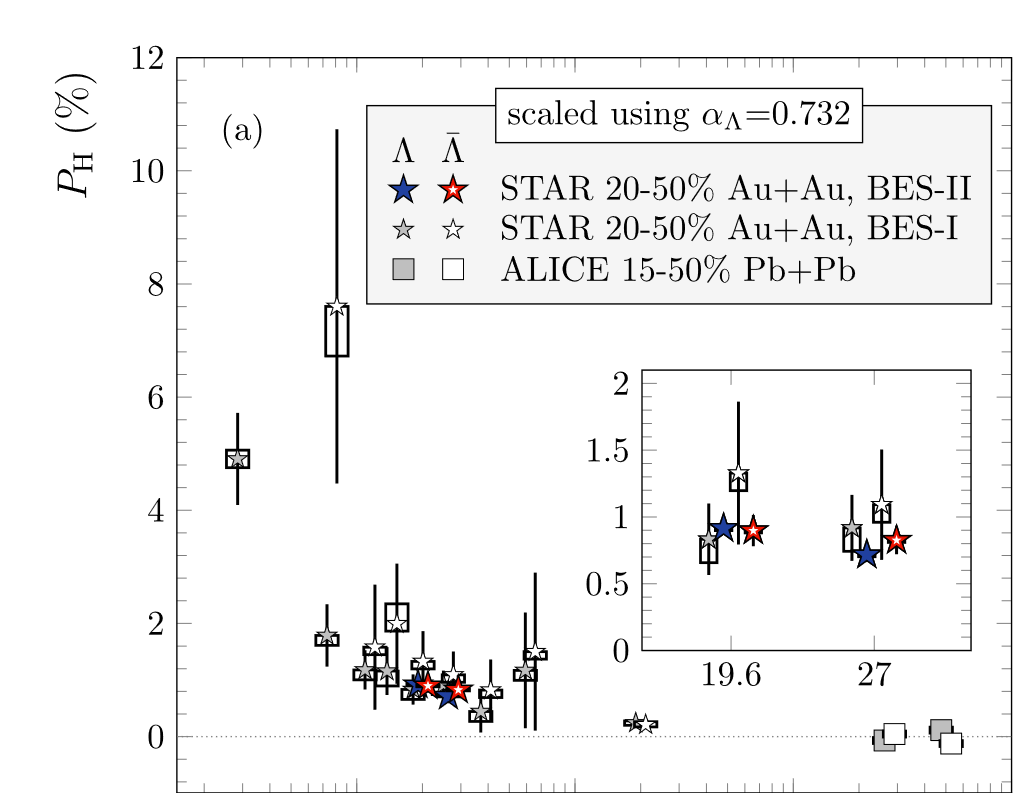 12
10
8
6
4
2
0
P_H (%)
(a)
scaled using α_Λ=0.732
Λ Λ̄
STAR 20-50% Au+Au, BES-II
STAR 20-50% Au+Au, BES-I
ALICE 15-50% Pb+Pb
2
1.5
1
0.5
0
19.6 27